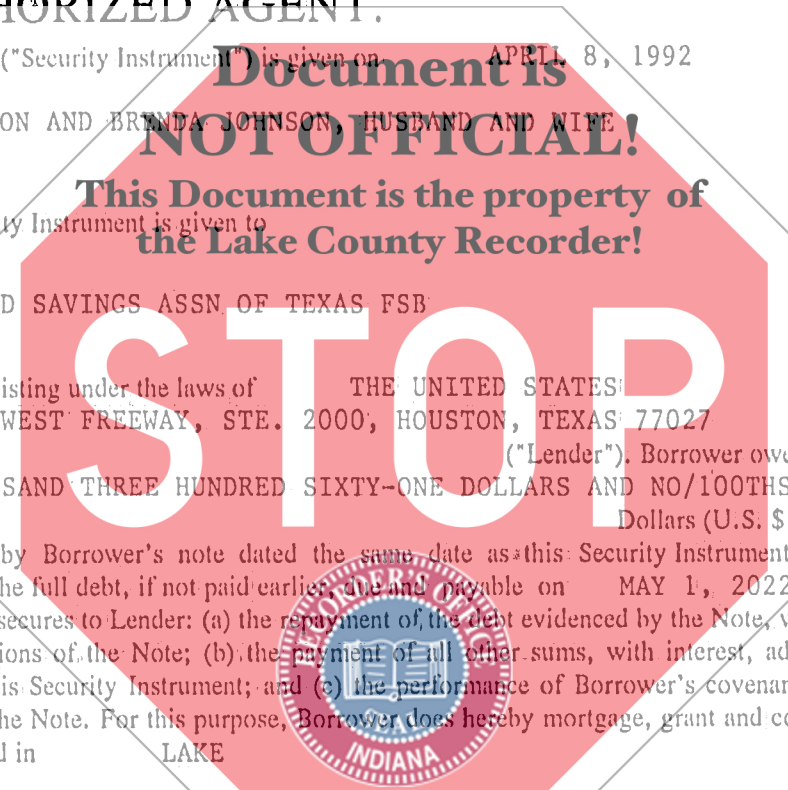 HORIZED AGENT.
("Security Instrument") is given on APRIL 8, 1992
Document is
ON AND BRENDA JOHNSON, HUSBAND AND WIFE
NOT OFFICIAL!
This Document is the property of
ty Instrument is given to
the Lake County Recorder!
D SAVINGS ASSN OF TEXAS FSB
STOP
isting under the laws of THE UNITED STATES
WEST FREEWAY, STE. 2000, HOUSTON, TEXAS 77027
("Lender"). Borrower owe
SAND THREE HUNDRED SIXTY-ONE DOLLARS AND NO/100THS
Dollars (U.S. $
by Borrower's note dated the same date as this Security Instrument
he full debt, if not paid earlier, due and payable on MAY 1, 2022
secures to Lender: (a) the repayment of the debt evidenced by the Note,
ions of the Note; (b) the payment of all other sums, with interest, ad
is Security Instrument; and (c) the performance of Borrower's covenan
he Note. For this purpose, Borrower does hereby mortgage, grant and co
d in LAKE
RECORDER'S OFFICE
SEAL
INDIANA